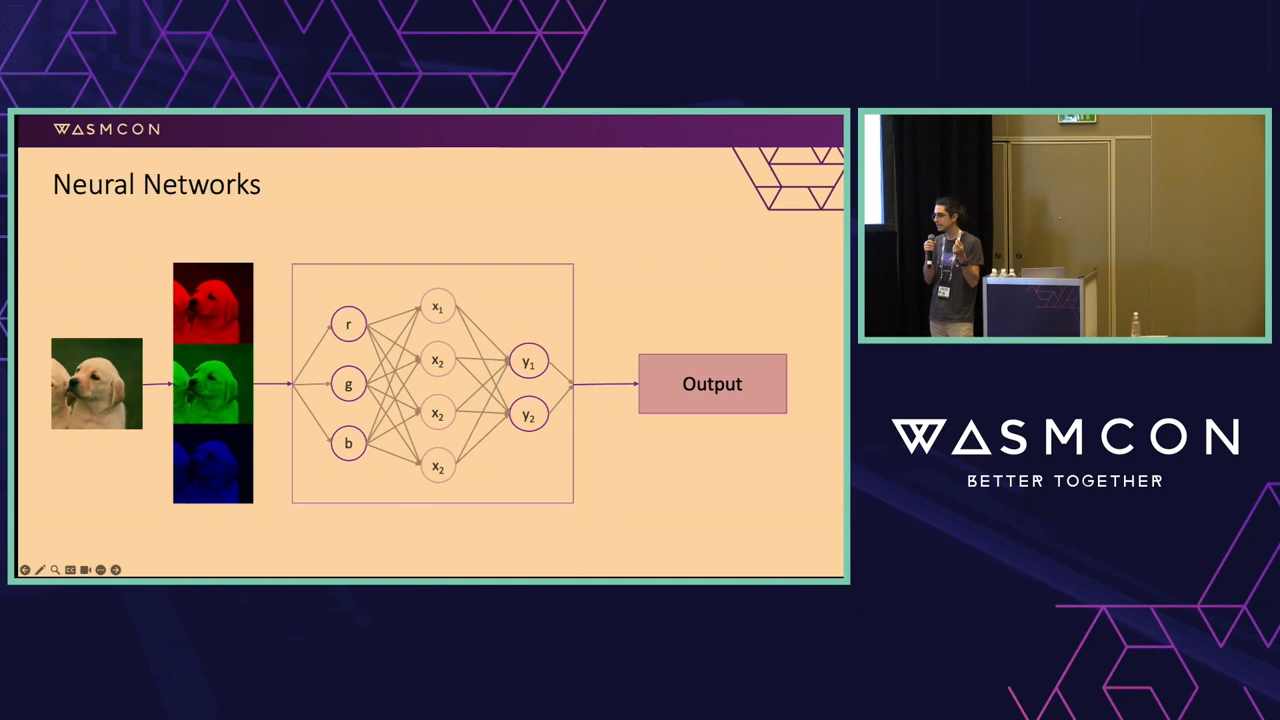 WASMCON
Neural Networks
r
g
b
x1
x2
x2
x2
y1
y2
Output
WASMCON
BETTER TOGETHER